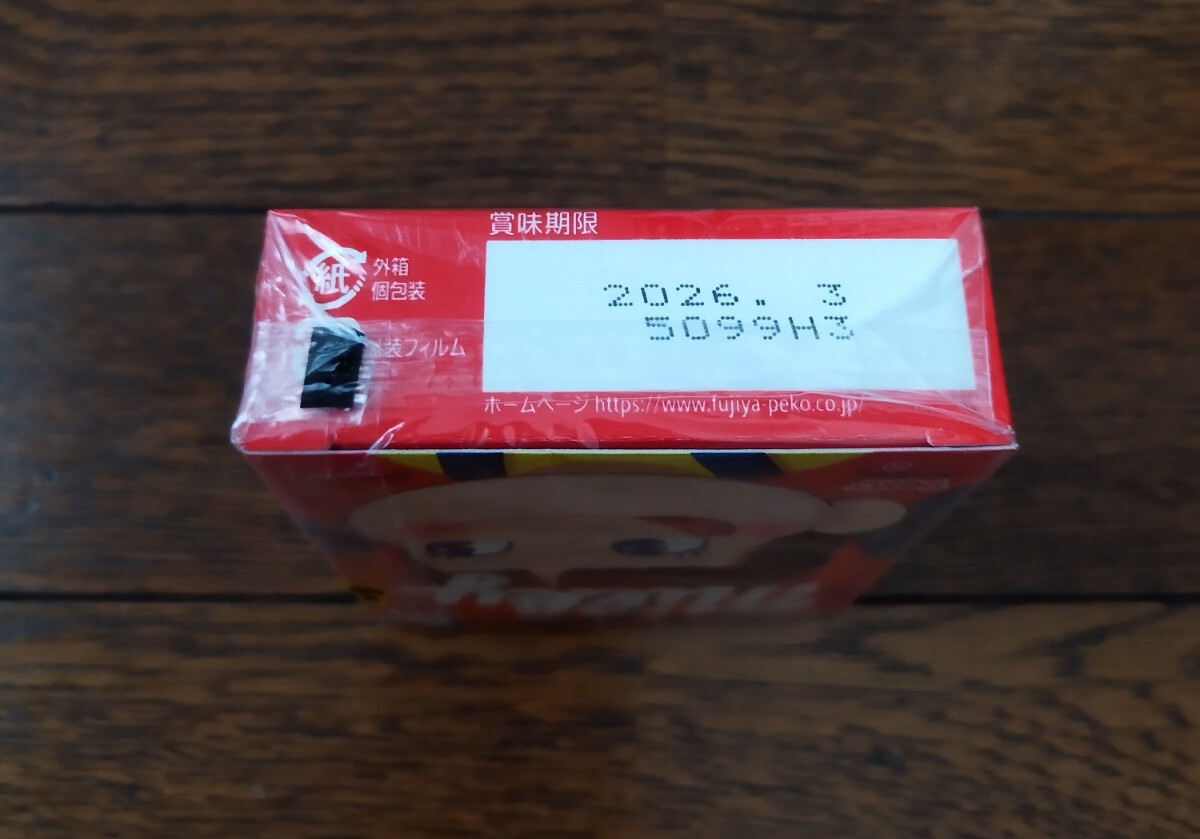 賞味期限
紙
外箱
個包装
2026. 3
5099H3
装フィルム
ホームページ https://www.fujiya-peko.co.jp/